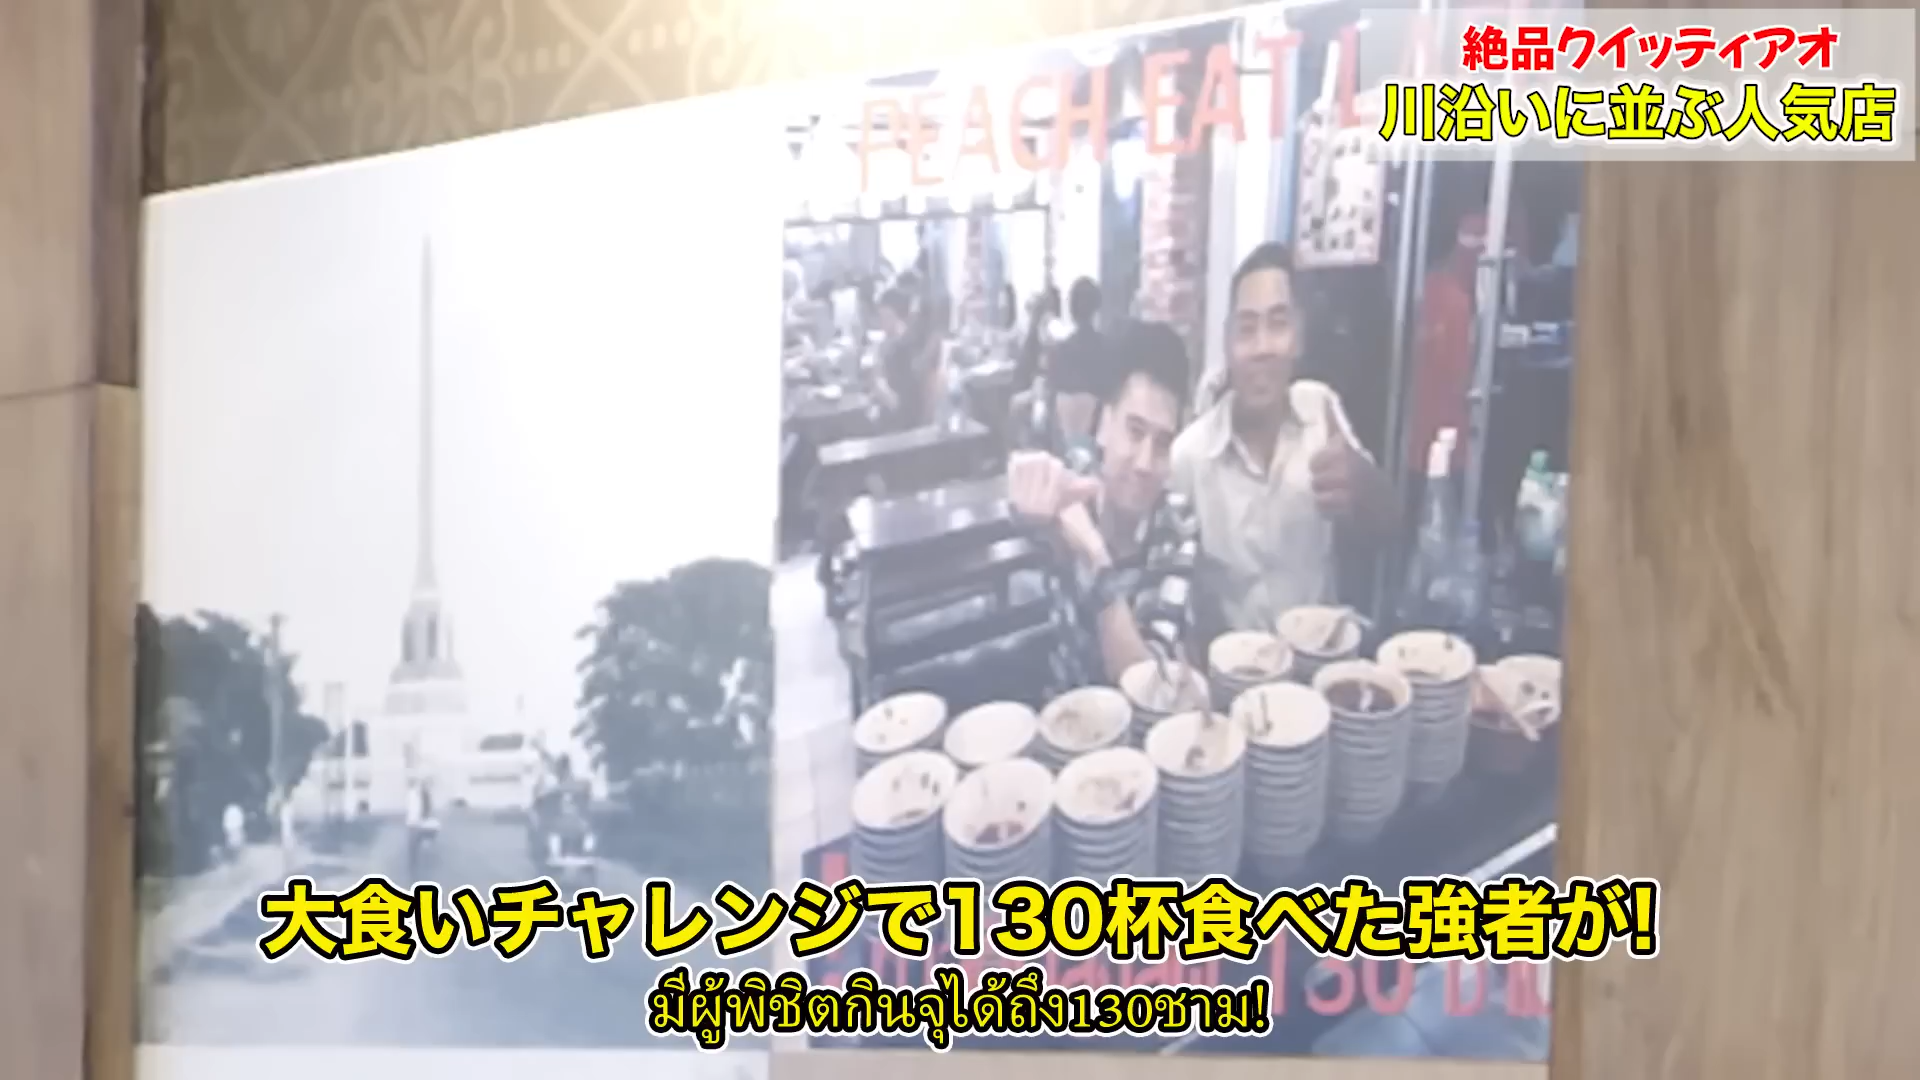 絶品クイッティアオ
川沿いに並ぶ人気店
PEACH EAT LA
大食いチャレンジで130杯食べた強者が!
มีผู้พิชิตกินจุได้ถึง130ชาม!